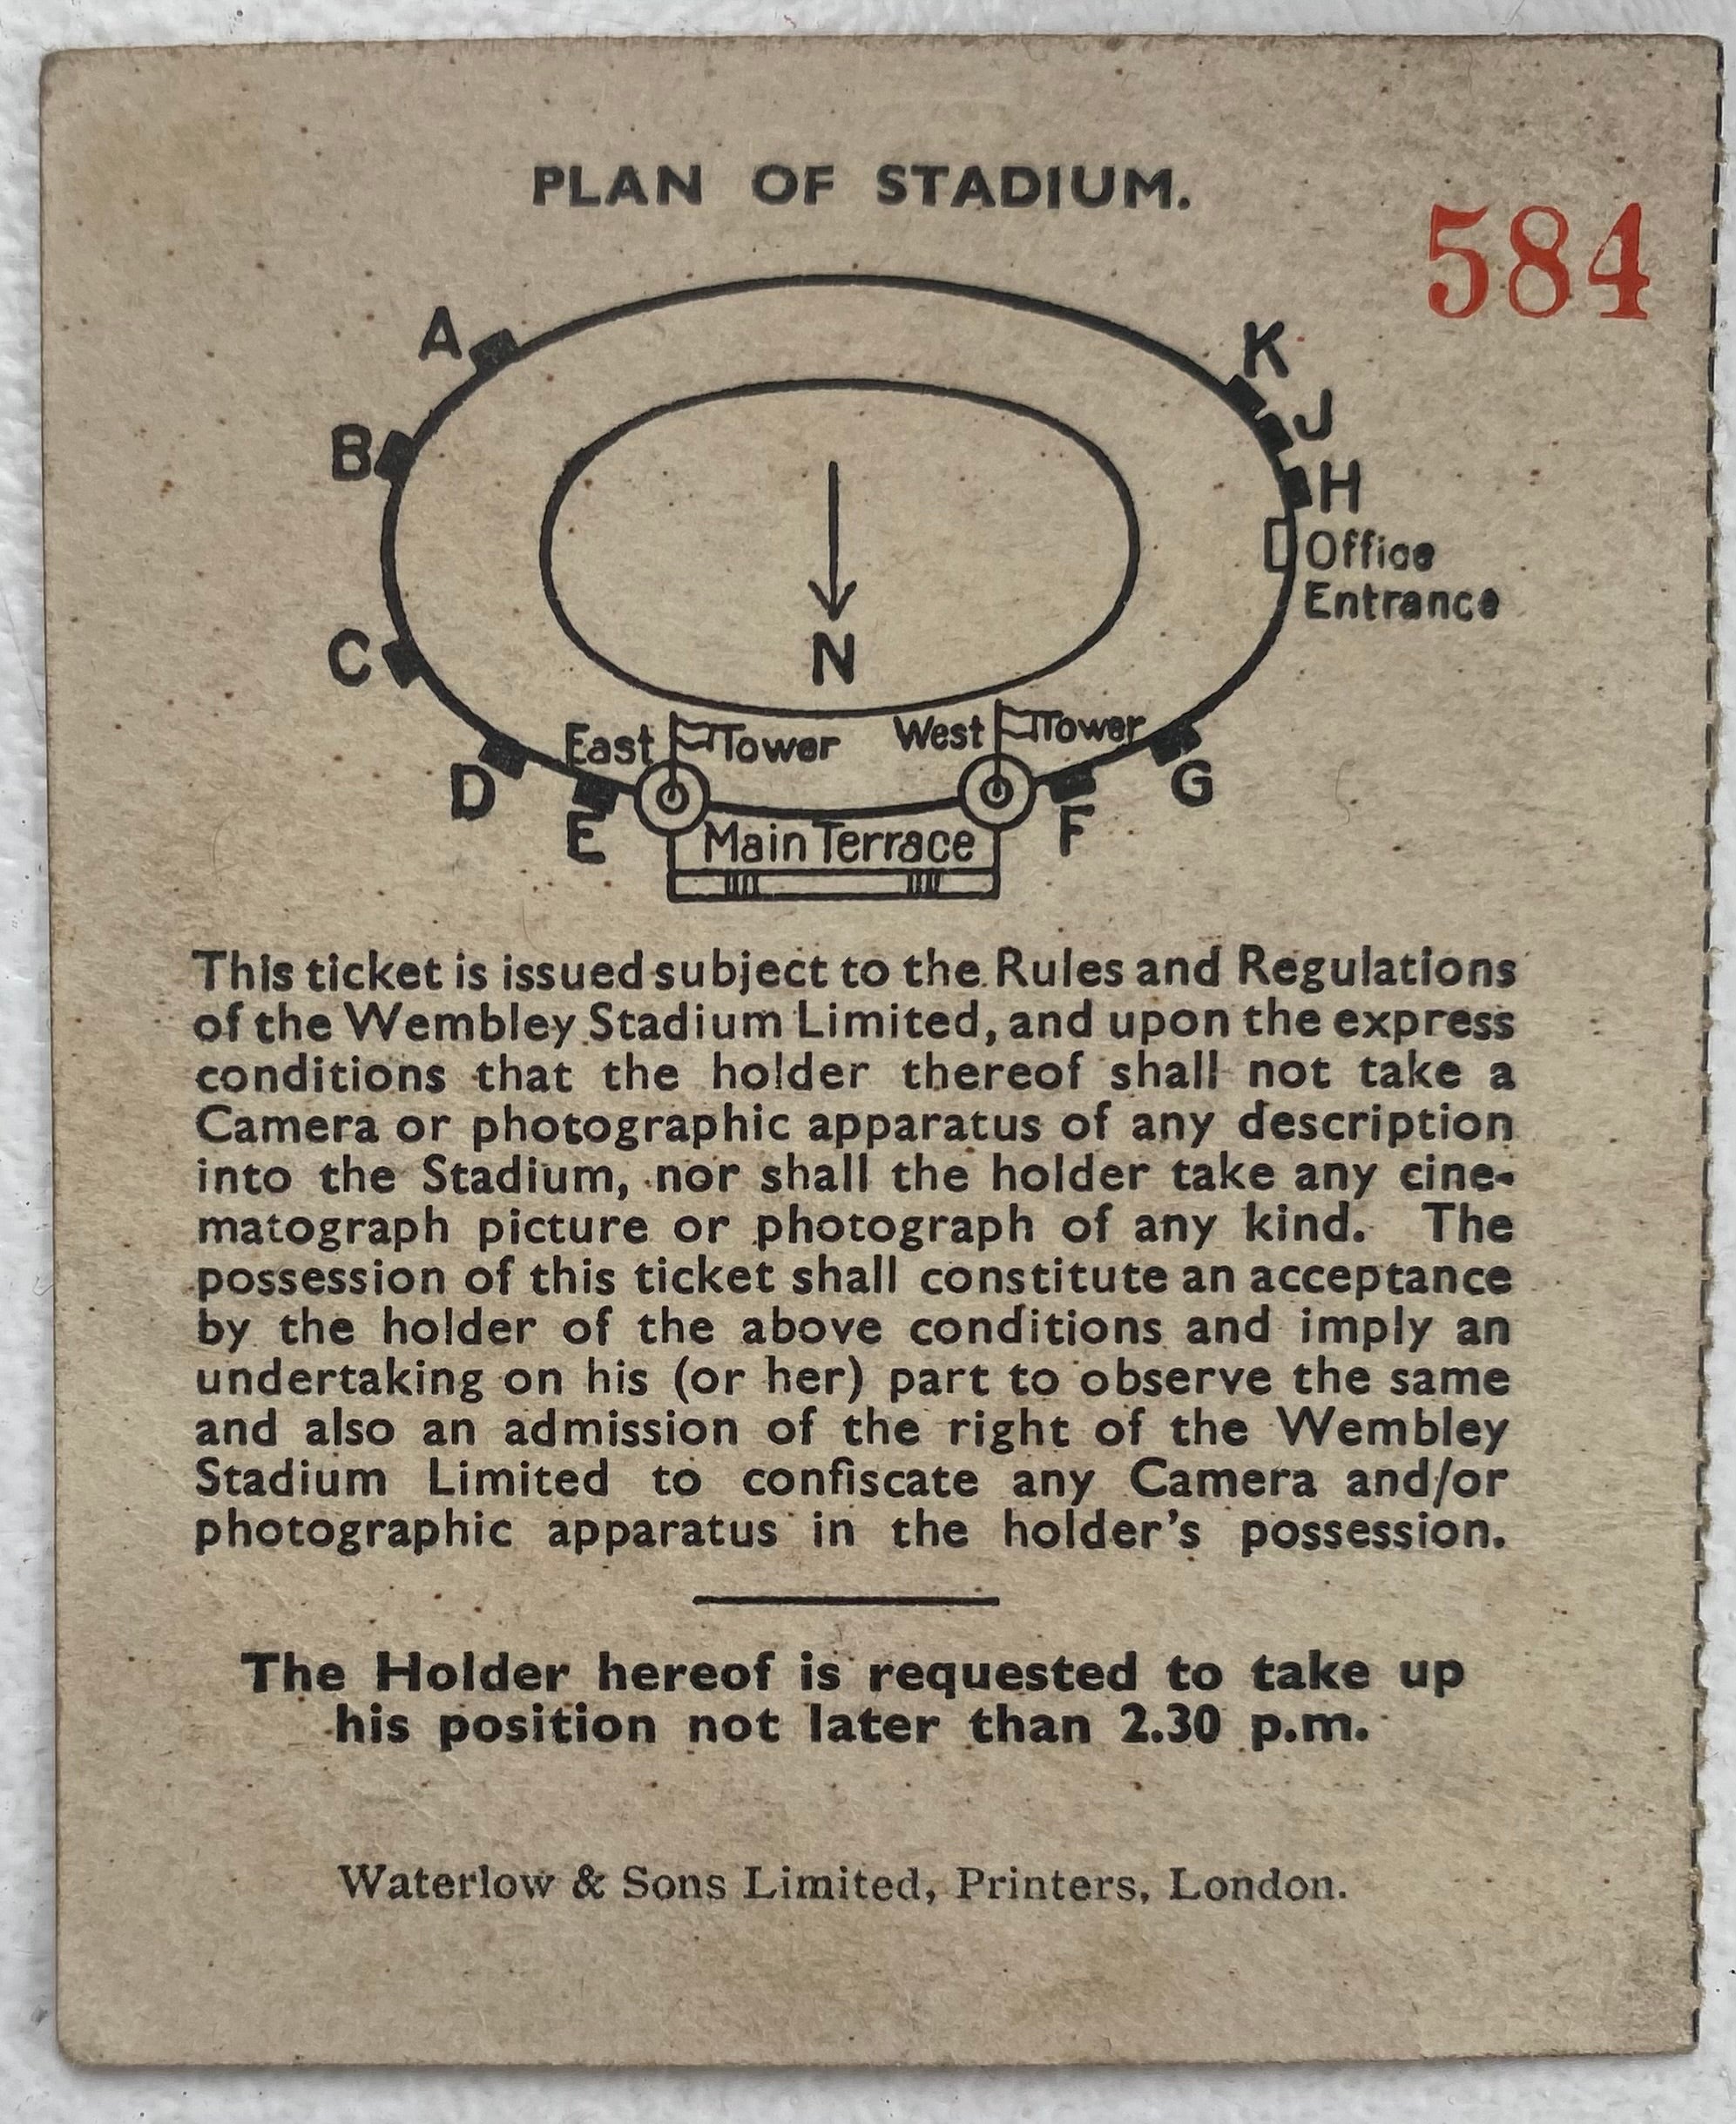 PLAN OF STADIUM.
584
A
K
J
B
H
Office
Entrance
N
C
East Tower
West Tower
D
G
E
Main Terrace
F
This ticket is issued subject to the Rules and Regulations
of the Wembley Stadium Limited, and upon the express
conditions that the holder thereof shall not take a
Camera or photographic apparatus of any description
into the Stadium, nor shall the holder take any cine-
matograph picture or photograph of any kind. The
possession of this ticket shall constitute an acceptance
by the holder of the above conditions and imply an
undertaking on his (or her) part to observe the same
and also an admission of the right of the Wembley
Stadium Limited to confiscate any Camera and/or
photographic apparatus in the holder's possession.
The Holder hereof is requested to take up
his position not later than 2.30 p.m.
Waterlow & Sons Limited, Printers, London.